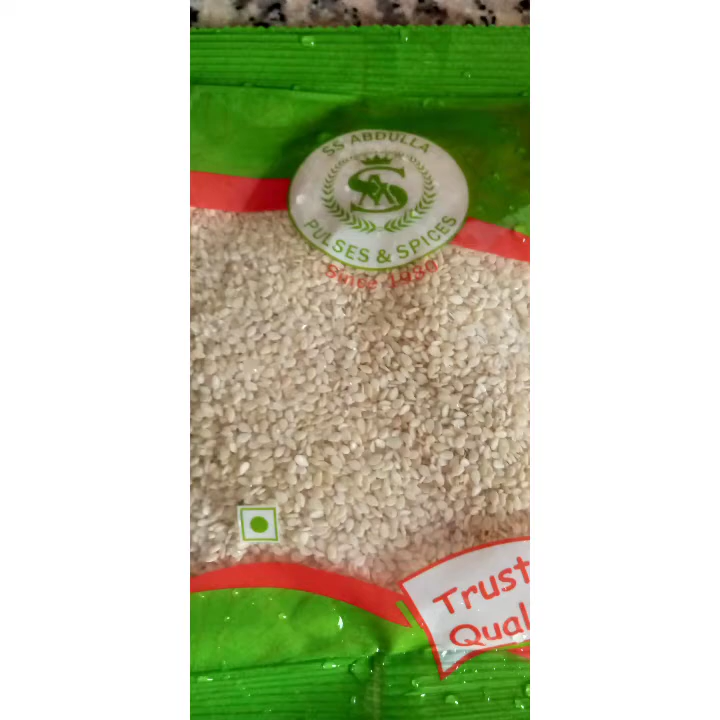 SS ABDULLA
PULSES & SPICES
Since 1930
Trust
Qual